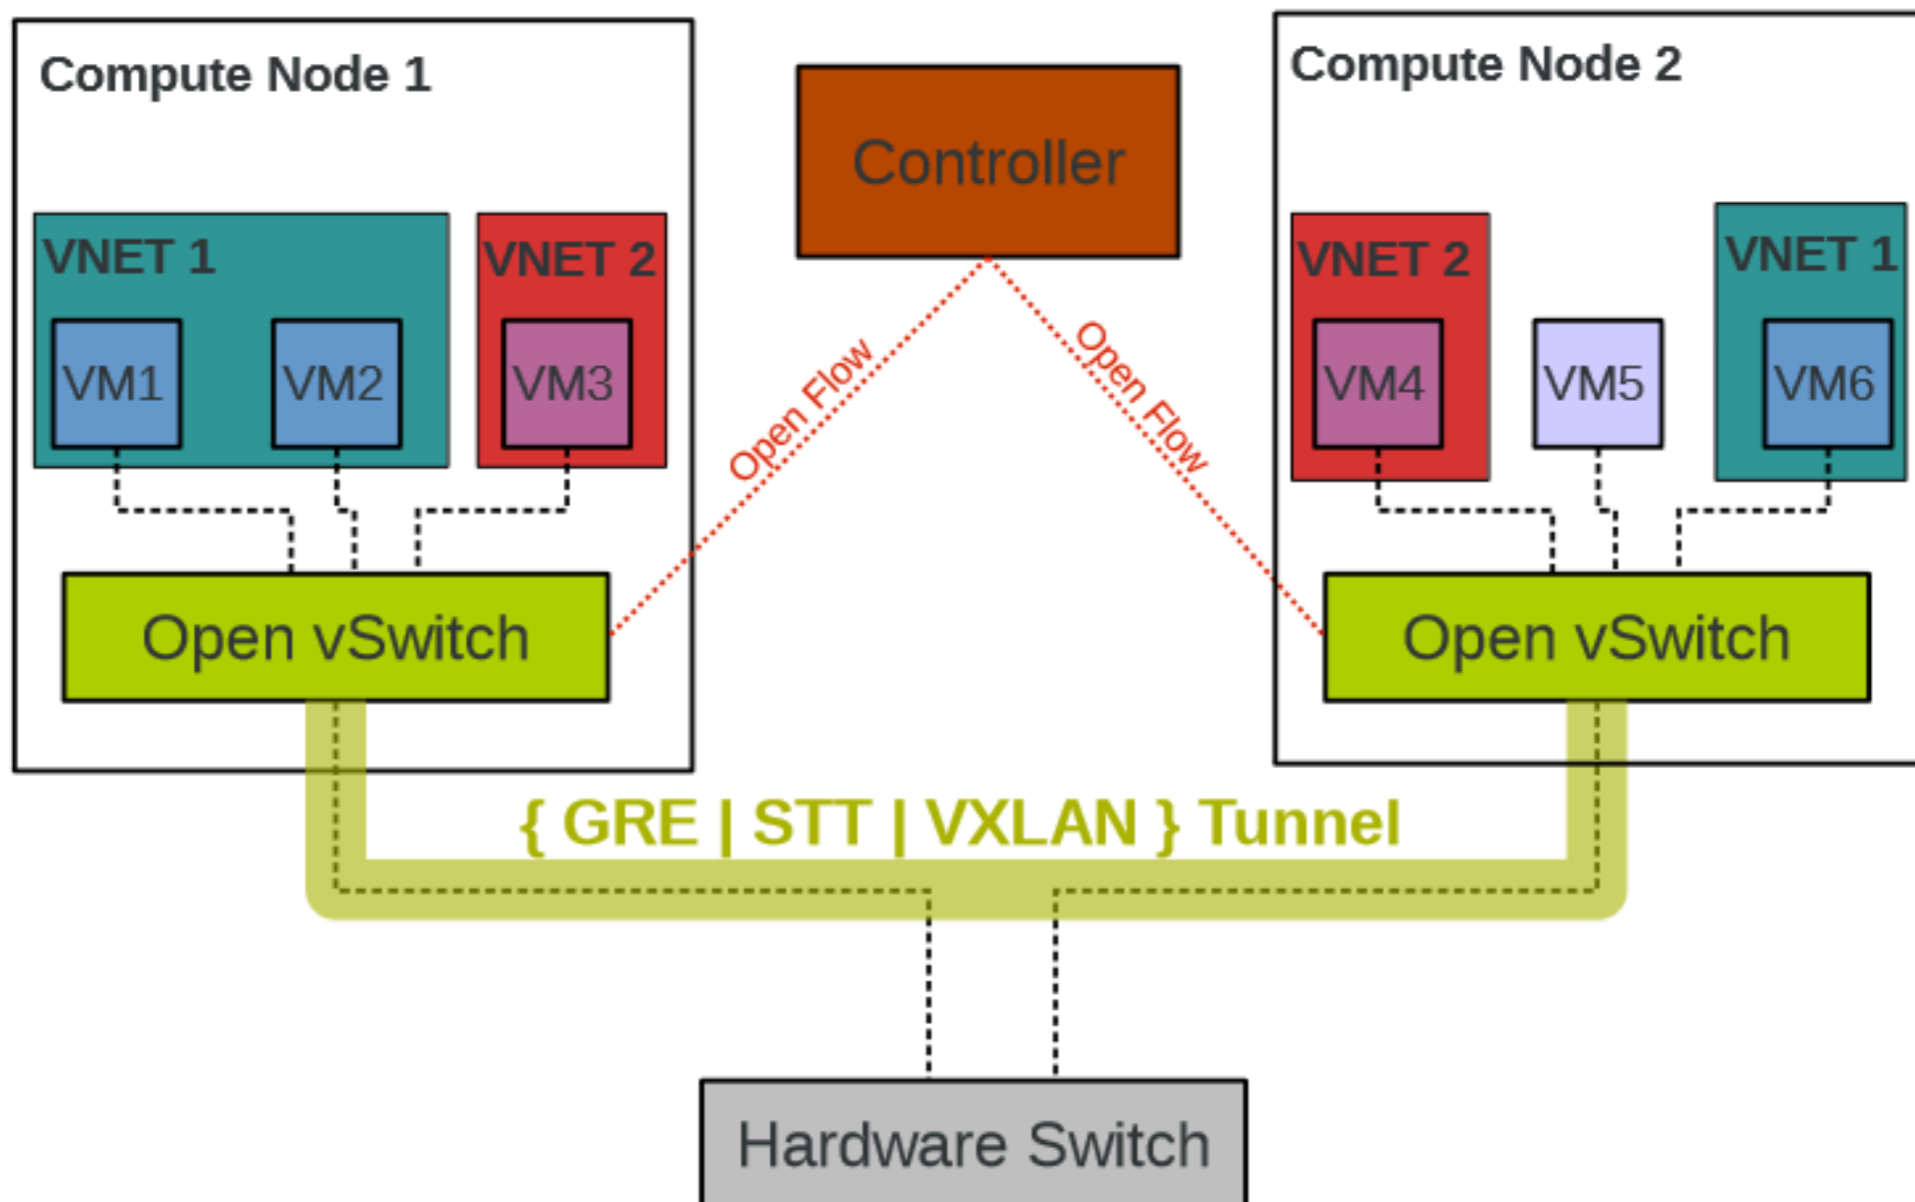 Compute Node 1
Controller
Compute Node 2
VNET 1
VNET 2
VNET 2
VNET 1
VM1
VM2
VM3
VM4
VM5
VM6
Open Flow
Open Flow
Open vSwitch
Open vSwitch
{ GRE | STT | VXLAN } Tunnel
Hardware Switch